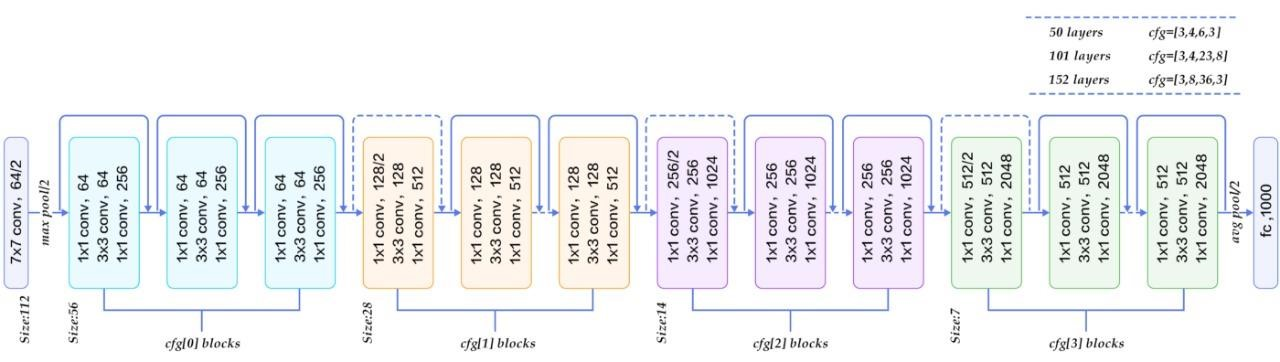 50 layers cfg=[3,4,6,3]
101 layers cfg=[3,4,23,8]
152 layers cfg=[3,8,36,3]
7x7 conv, 64/2
max pool/2
1x1 conv, 64
3x3 conv, 64
1x1 conv, 256
1x1 conv, 64
3x3 conv, 64
1x1 conv, 256
1x1 conv, 64
3x3 conv, 64
1x1 conv, 256
1x1 conv, 128/2
3x3 conv, 128
1x1 conv, 512
1x1 conv, 128
3x3 conv, 128
1x1 conv, 512
1x1 conv, 128
3x3 conv, 128
1x1 conv, 512
1x1 conv, 256/2
3x3 conv, 256
1x1 conv, 1024
1x1 conv, 256
3x3 conv, 256
1x1 conv, 1024
1x1 conv, 256
3x3 conv, 256
1x1 conv, 1024
1x1 conv, 512/2
3x3 conv, 512
1x1 conv, 2048
1x1 conv, 512
3x3 conv, 512
1x1 conv, 2048
1x1 conv, 512
3x3 conv, 512
1x1 conv, 2048
avg pool/2
fc ,1000
Size:112
Size:56
cfg[0] blocks
Size:28
cfg[1] blocks
Size:14
cfg[2] blocks
Size:7
cfg[3] blocks